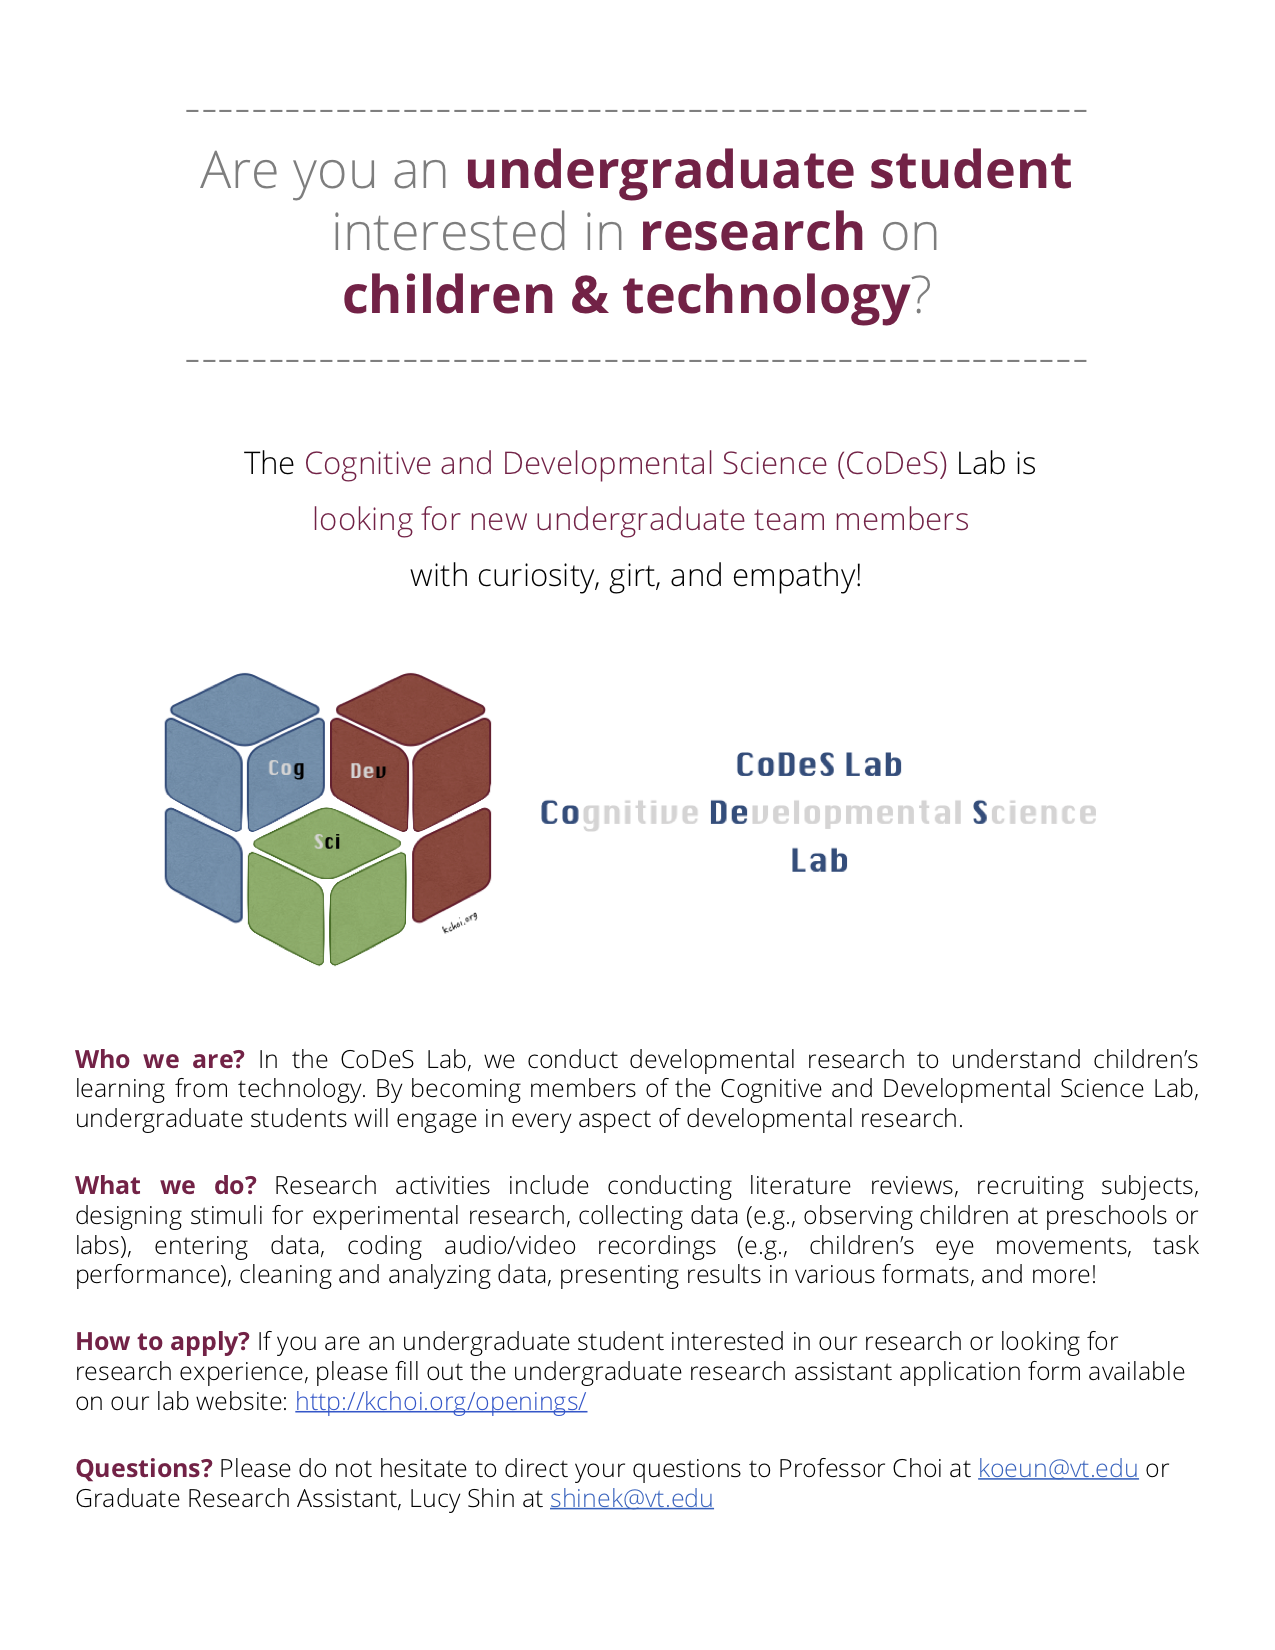 Are you an undergraduate student
interested in research on
children & technology?
The Cognitive and Developmental Science (CoDeS) Lab is
looking for new undergraduate team members
with curiosity, girt, and empathy!
Cog
Dev
Sci
kchoi.org
CoDeS Lab
Cognitive Developmental Science
Lab
Who we are? In the CoDeS Lab, we conduct developmental research to understand children’s
learning from technology. By becoming members of the Cognitive and Developmental Science Lab,
undergraduate students will engage in every aspect of developmental research.
What we do? Research activities include conducting literature reviews, recruiting subjects,
designing stimuli for experimental research, collecting data (e.g., observing children at preschools or
labs), entering data, coding audio/video recordings (e.g., children’s eye movements, task
performance), cleaning and analyzing data, presenting results in various formats, and more!
How to apply? If you are an undergraduate student interested in our research or looking for
research experience, please fill out the undergraduate research assistant application form available
on our lab website: http://kchoi.org/openings/
Questions? Please do not hesitate to direct your questions to Professor Choi at koeun@vt.edu or
Graduate Research Assistant, Lucy Shin at shinek@vt.edu